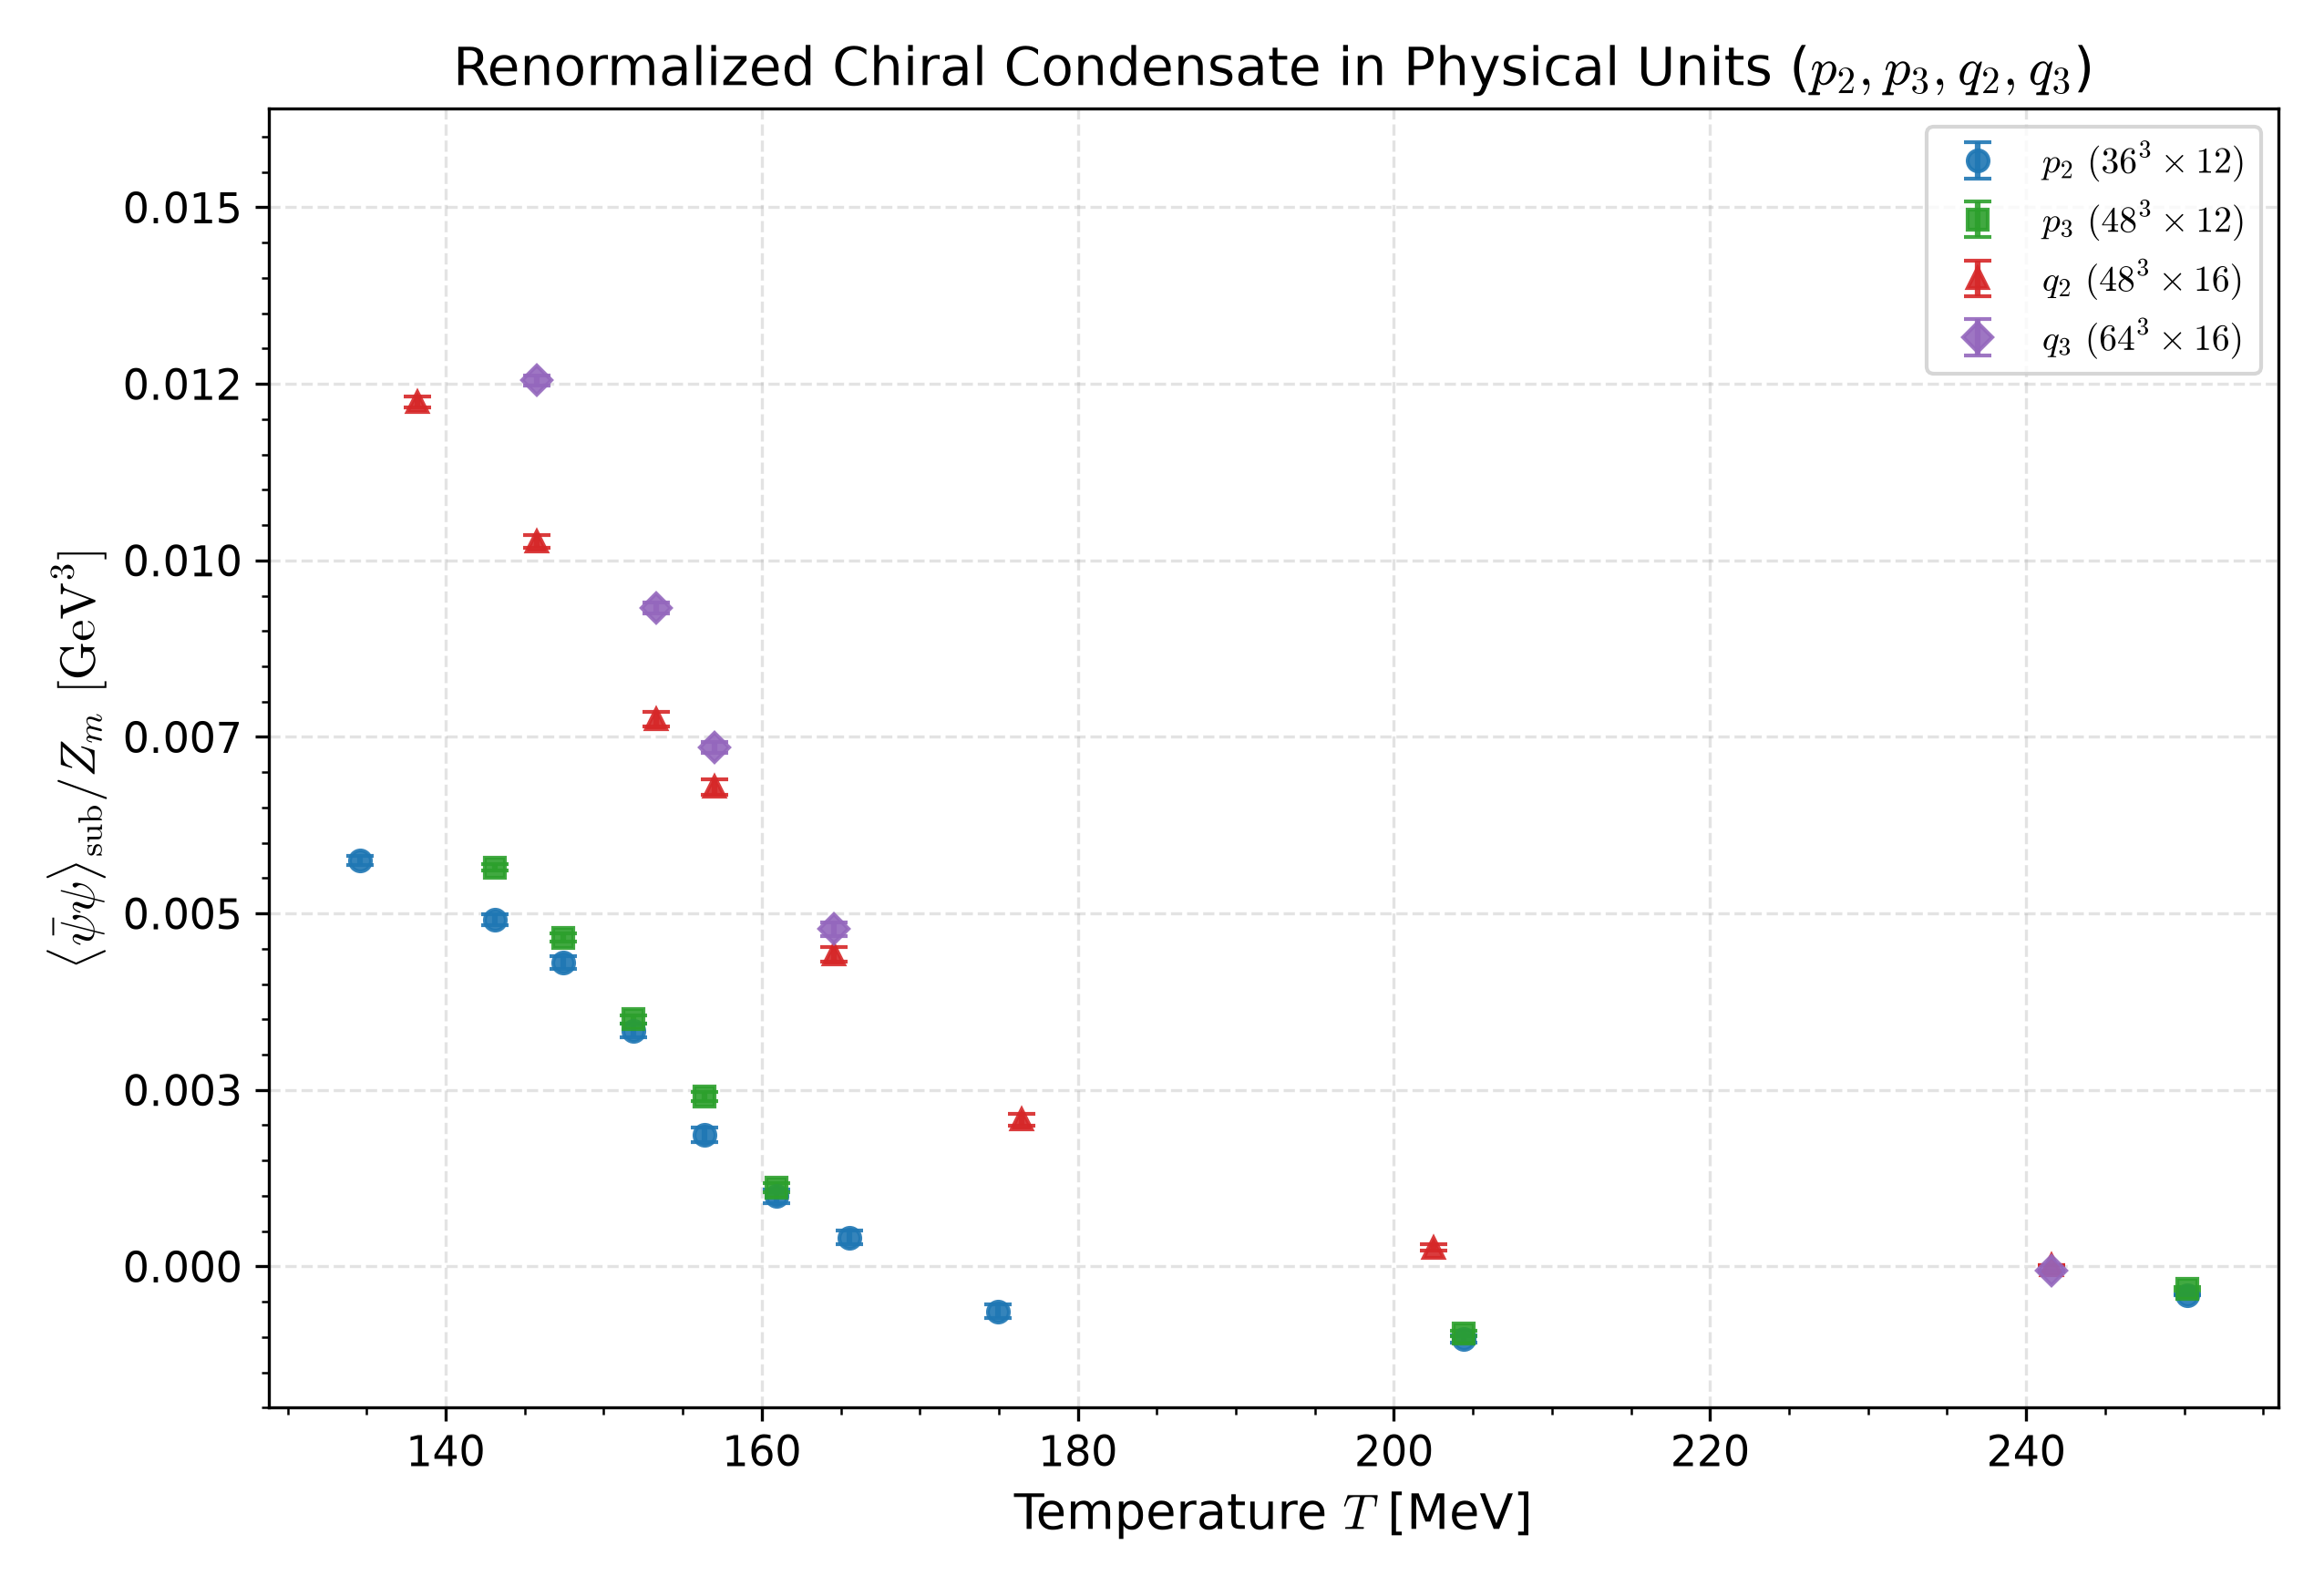 Renormalized Chiral Condensate in Physical Units (p₂, p₃, q₂, q₃)
p₂ (36³ × 12)
p₃ (48³ × 12)
q₂ (48³ × 16)
q₃ (64³ × 16)
⟨ψ̄ψ⟩sub/Zₘ [GeV³]
0.015
0.012
0.010
0.007
0.005
0.003
0.000
140 160 180 200 220 240
Temperature T [MeV]